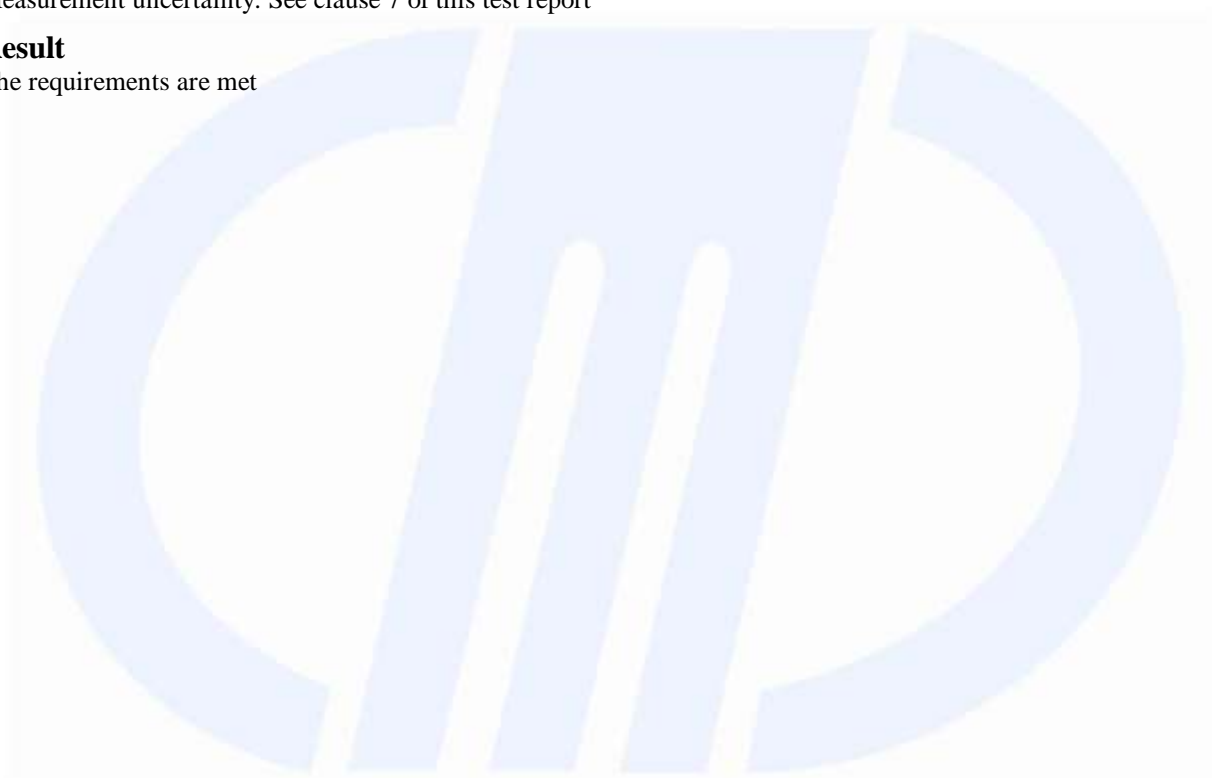 easurement uncertainty. See clause 7 of this test report
esult
he requirements are met